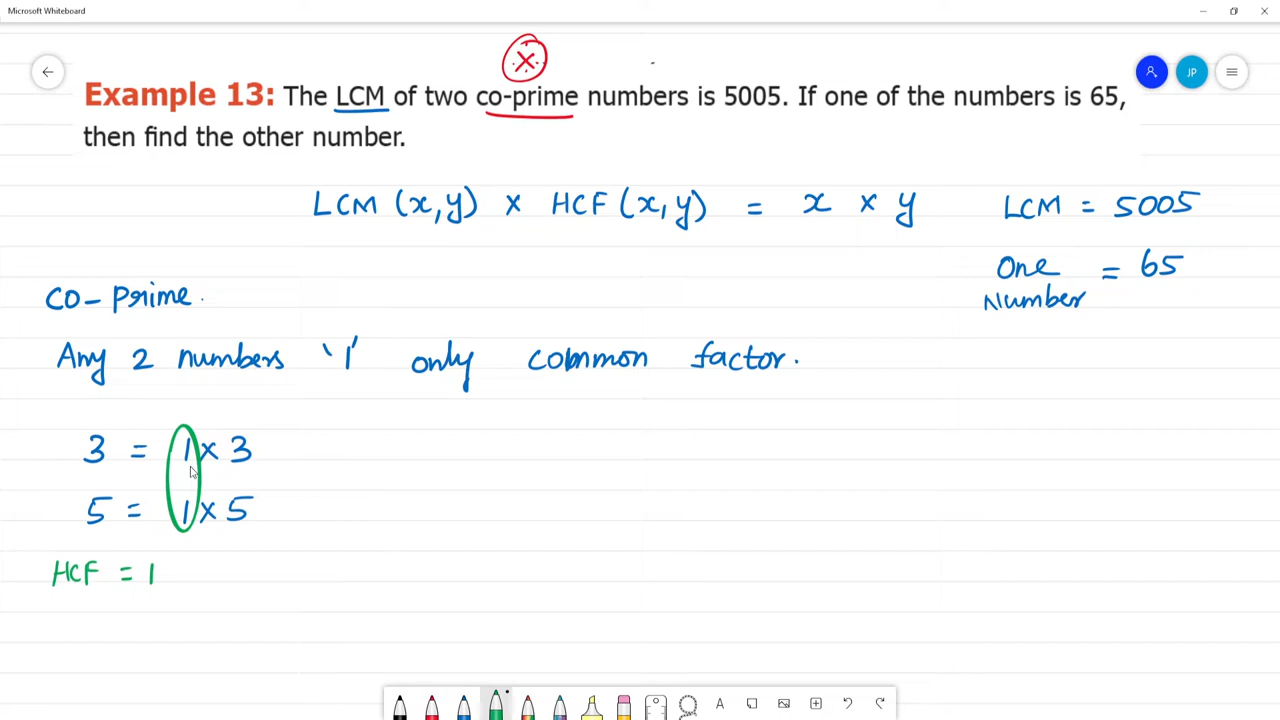 Microsoft Whiteboard
Example 13: The LCM of two co-prime numbers is 5005. If one of the numbers is 65,
then find the other number.
JP
LCM (x,y) × HCF (x,y) = x × y
LCM = 5005
One Number = 65
CO-Prime.
Any 2 numbers '1' only common factor.
3 = 1 × 3
5 = 1 × 5
HCF = 1
A